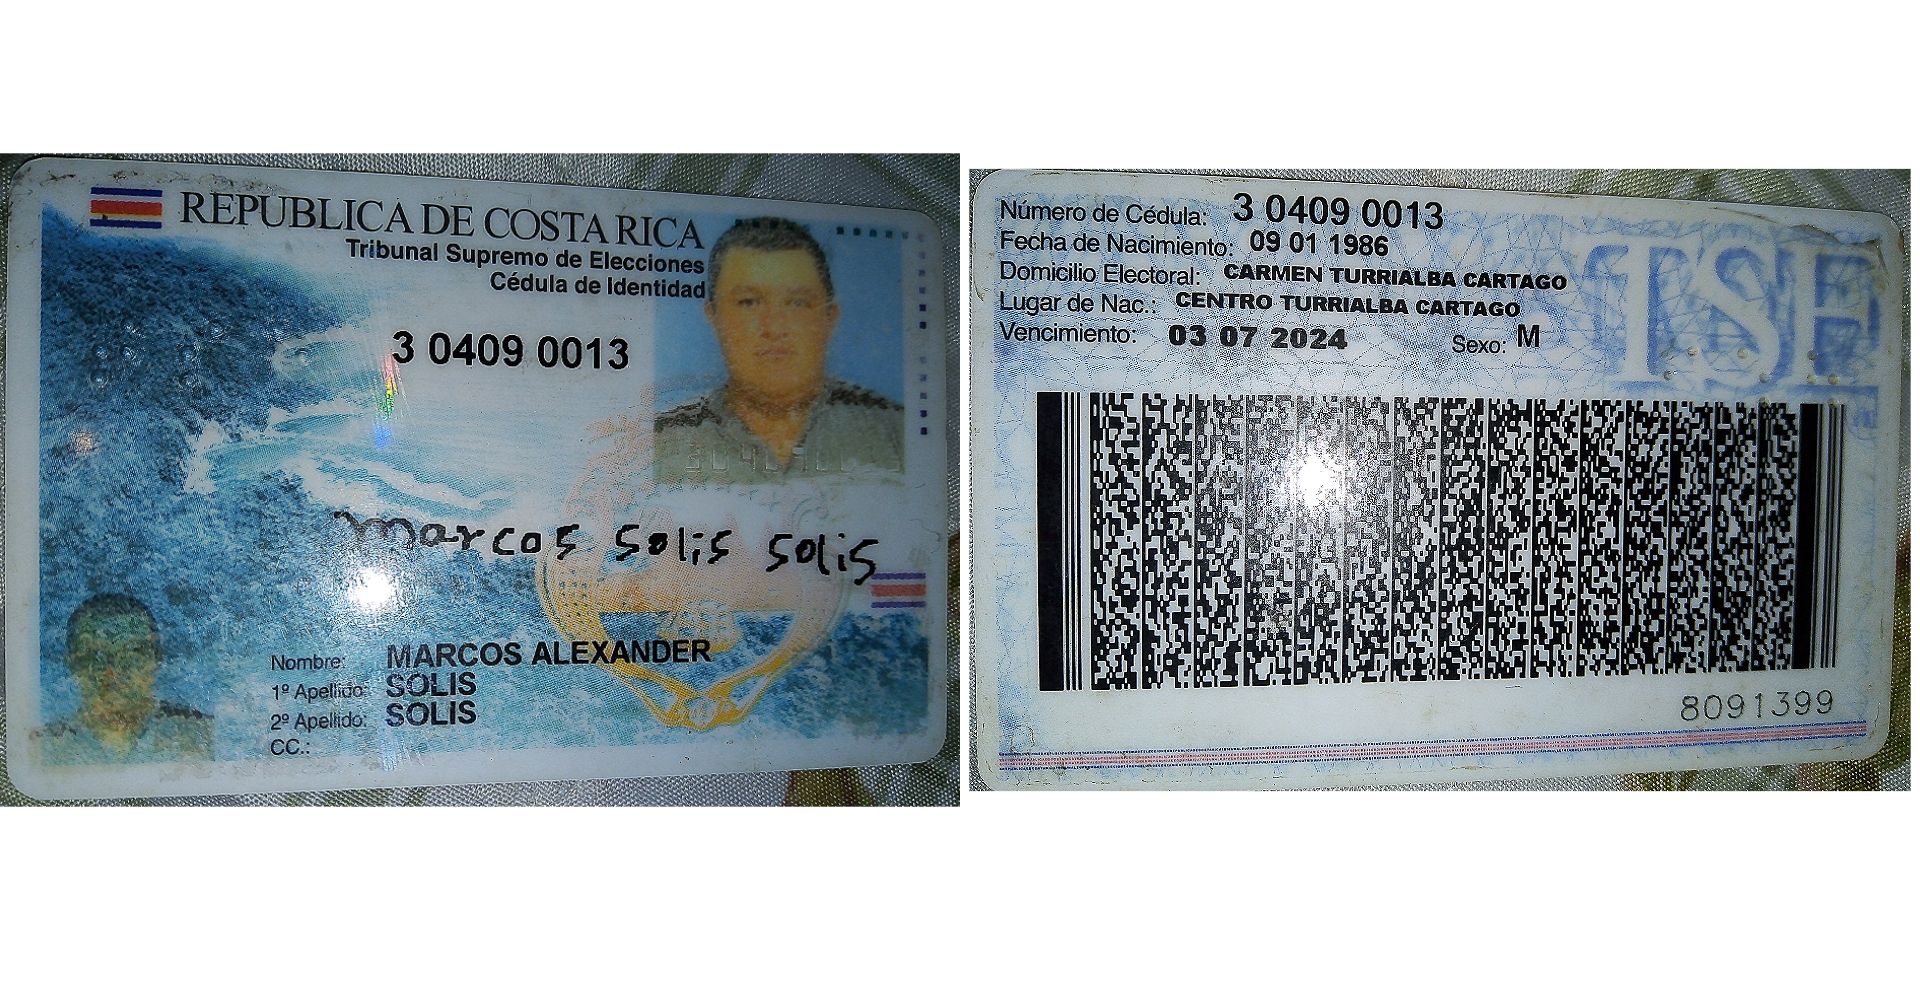 REPUBLICA DE COSTA RICA
Tribunal Supremo de Elecciones
Cédula de Identidad
3 0409 0013
marcos solis solis
Nombre: MARCOS ALEXANDER
1º Apellido: SOLIS
2º Apellido: SOLIS
CC.:
Número de Cédula: 3 0409 0013
Fecha de Nacimiento: 09 01 1986
Domicilio Electoral: CARMEN TURRIALBA CARTAGO
Lugar de Nac.: CENTRO TURRIALBA CARTAGO
Vencimiento: 03 07 2024 Sexo: M
TSE
8091399